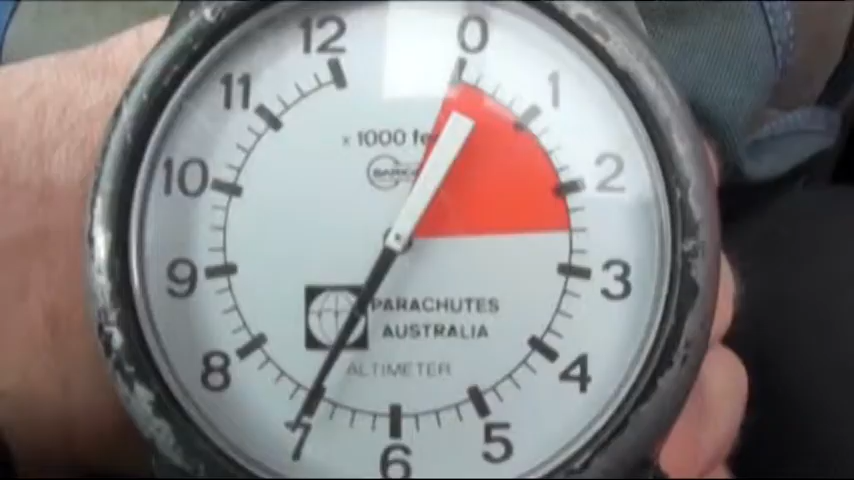 12 0
11 1
x 1000 fe
10 2
9 3
PARACHUTES
AUSTRALIA
8 4
ALTIMETER
7 5
6